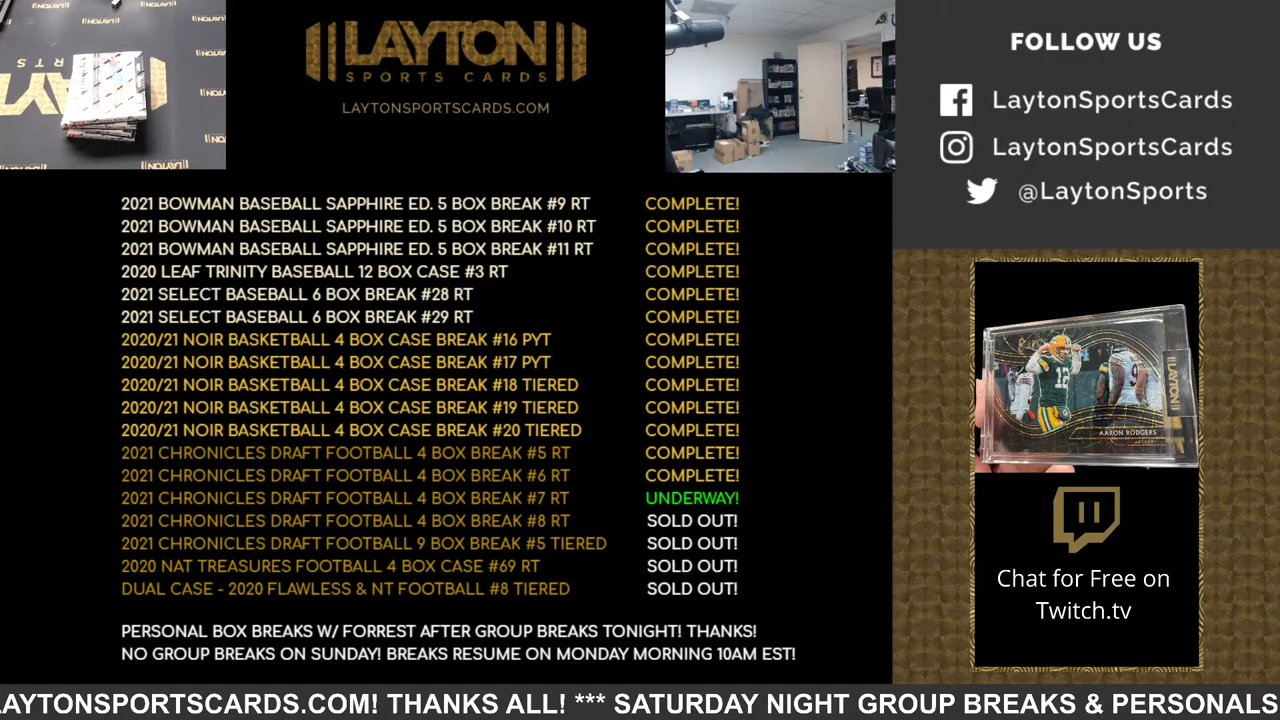 LAYTON
SPORTS CARDS
LAYTONSPORTSCARDS.COM
FOLLOW US
LaytonSportsCards
LaytonSportsCards
@LaytonSports
2021 BOWMAN BASEBALL SAPPHIRE ED. 5 BOX BREAK #9 RT COMPLETE!
2021 BOWMAN BASEBALL SAPPHIRE ED. 5 BOX BREAK #10 RT COMPLETE!
2021 BOWMAN BASEBALL SAPPHIRE ED. 5 BOX BREAK #11 RT COMPLETE!
2020 LEAF TRINITY BASEBALL 12 BOX CASE #3 RT COMPLETE!
2021 SELECT BASEBALL 6 BOX BREAK #28 RT COMPLETE!
2021 SELECT BASEBALL 6 BOX BREAK #29 RT COMPLETE!
2020/21 NOIR BASKETBALL 4 BOX CASE BREAK #16 PYT COMPLETE!
2020/21 NOIR BASKETBALL 4 BOX CASE BREAK #17 PYT COMPLETE!
2020/21 NOIR BASKETBALL 4 BOX CASE BREAK #18 TIERED COMPLETE!
2020/21 NOIR BASKETBALL 4 BOX CASE BREAK #19 TIERED COMPLETE!
2020/21 NOIR BASKETBALL 4 BOX CASE BREAK #20 TIERED COMPLETE!
2021 CHRONICLES DRAFT FOOTBALL 4 BOX BREAK #5 RT COMPLETE!
2021 CHRONICLES DRAFT FOOTBALL 4 BOX BREAK #6 RT COMPLETE!
2021 CHRONICLES DRAFT FOOTBALL 4 BOX BREAK #7 RT UNDERWAY!
2021 CHRONICLES DRAFT FOOTBALL 4 BOX BREAK #8 RT SOLD OUT!
2021 CHRONICLES DRAFT FOOTBALL 9 BOX BREAK #5 TIERED SOLD OUT!
2020 NAT TREASURES FOOTBALL 4 BOX CASE #69 RT SOLD OUT!
DUAL CASE - 2020 FLAWLESS & NT FOOTBALL #8 TIERED SOLD OUT!
PERSONAL BOX BREAKS W/ FORREST AFTER GROUP BREAKS TONIGHT! THANKS!
NO GROUP BREAKS ON SUNDAY! BREAKS RESUME ON MONDAY MORNING 10AM EST!
AARON RODGERS
LAYTON
Chat for Free on
Twitch.tv
LAYTONSPORTSCARDS.COM! THANKS ALL! *** SATURDAY NIGHT GROUP BREAKS & PERSONALS